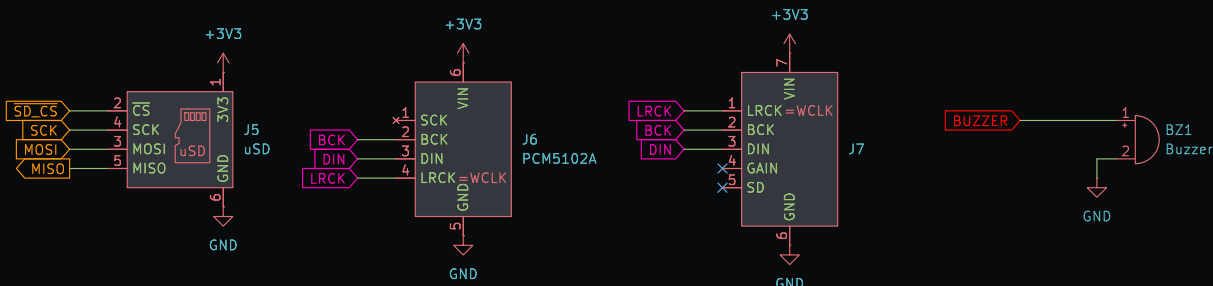 +3V3
1
SD_CS
2
CS
3V3
SCK
4
SCK
J5
MOSI
3
MOSI
uSD
uSD
MISO
5
MISO
GND
6
GND
+3V3
6
VIN
1
SCK
BCK
2
BCK
J6
DIN
3
DIN
PCM5102A
LRCK
4
LRCK=WCLK
GND
5
GND
+3V3
7
VIN
LRCK
1
LRCK=WCLK
BCK
2
BCK
DIN
3
DIN
J7
4
GAIN
5
SD
GND
6
GND
BUZZER
1
+
BZ1
2
Buzzer
GND